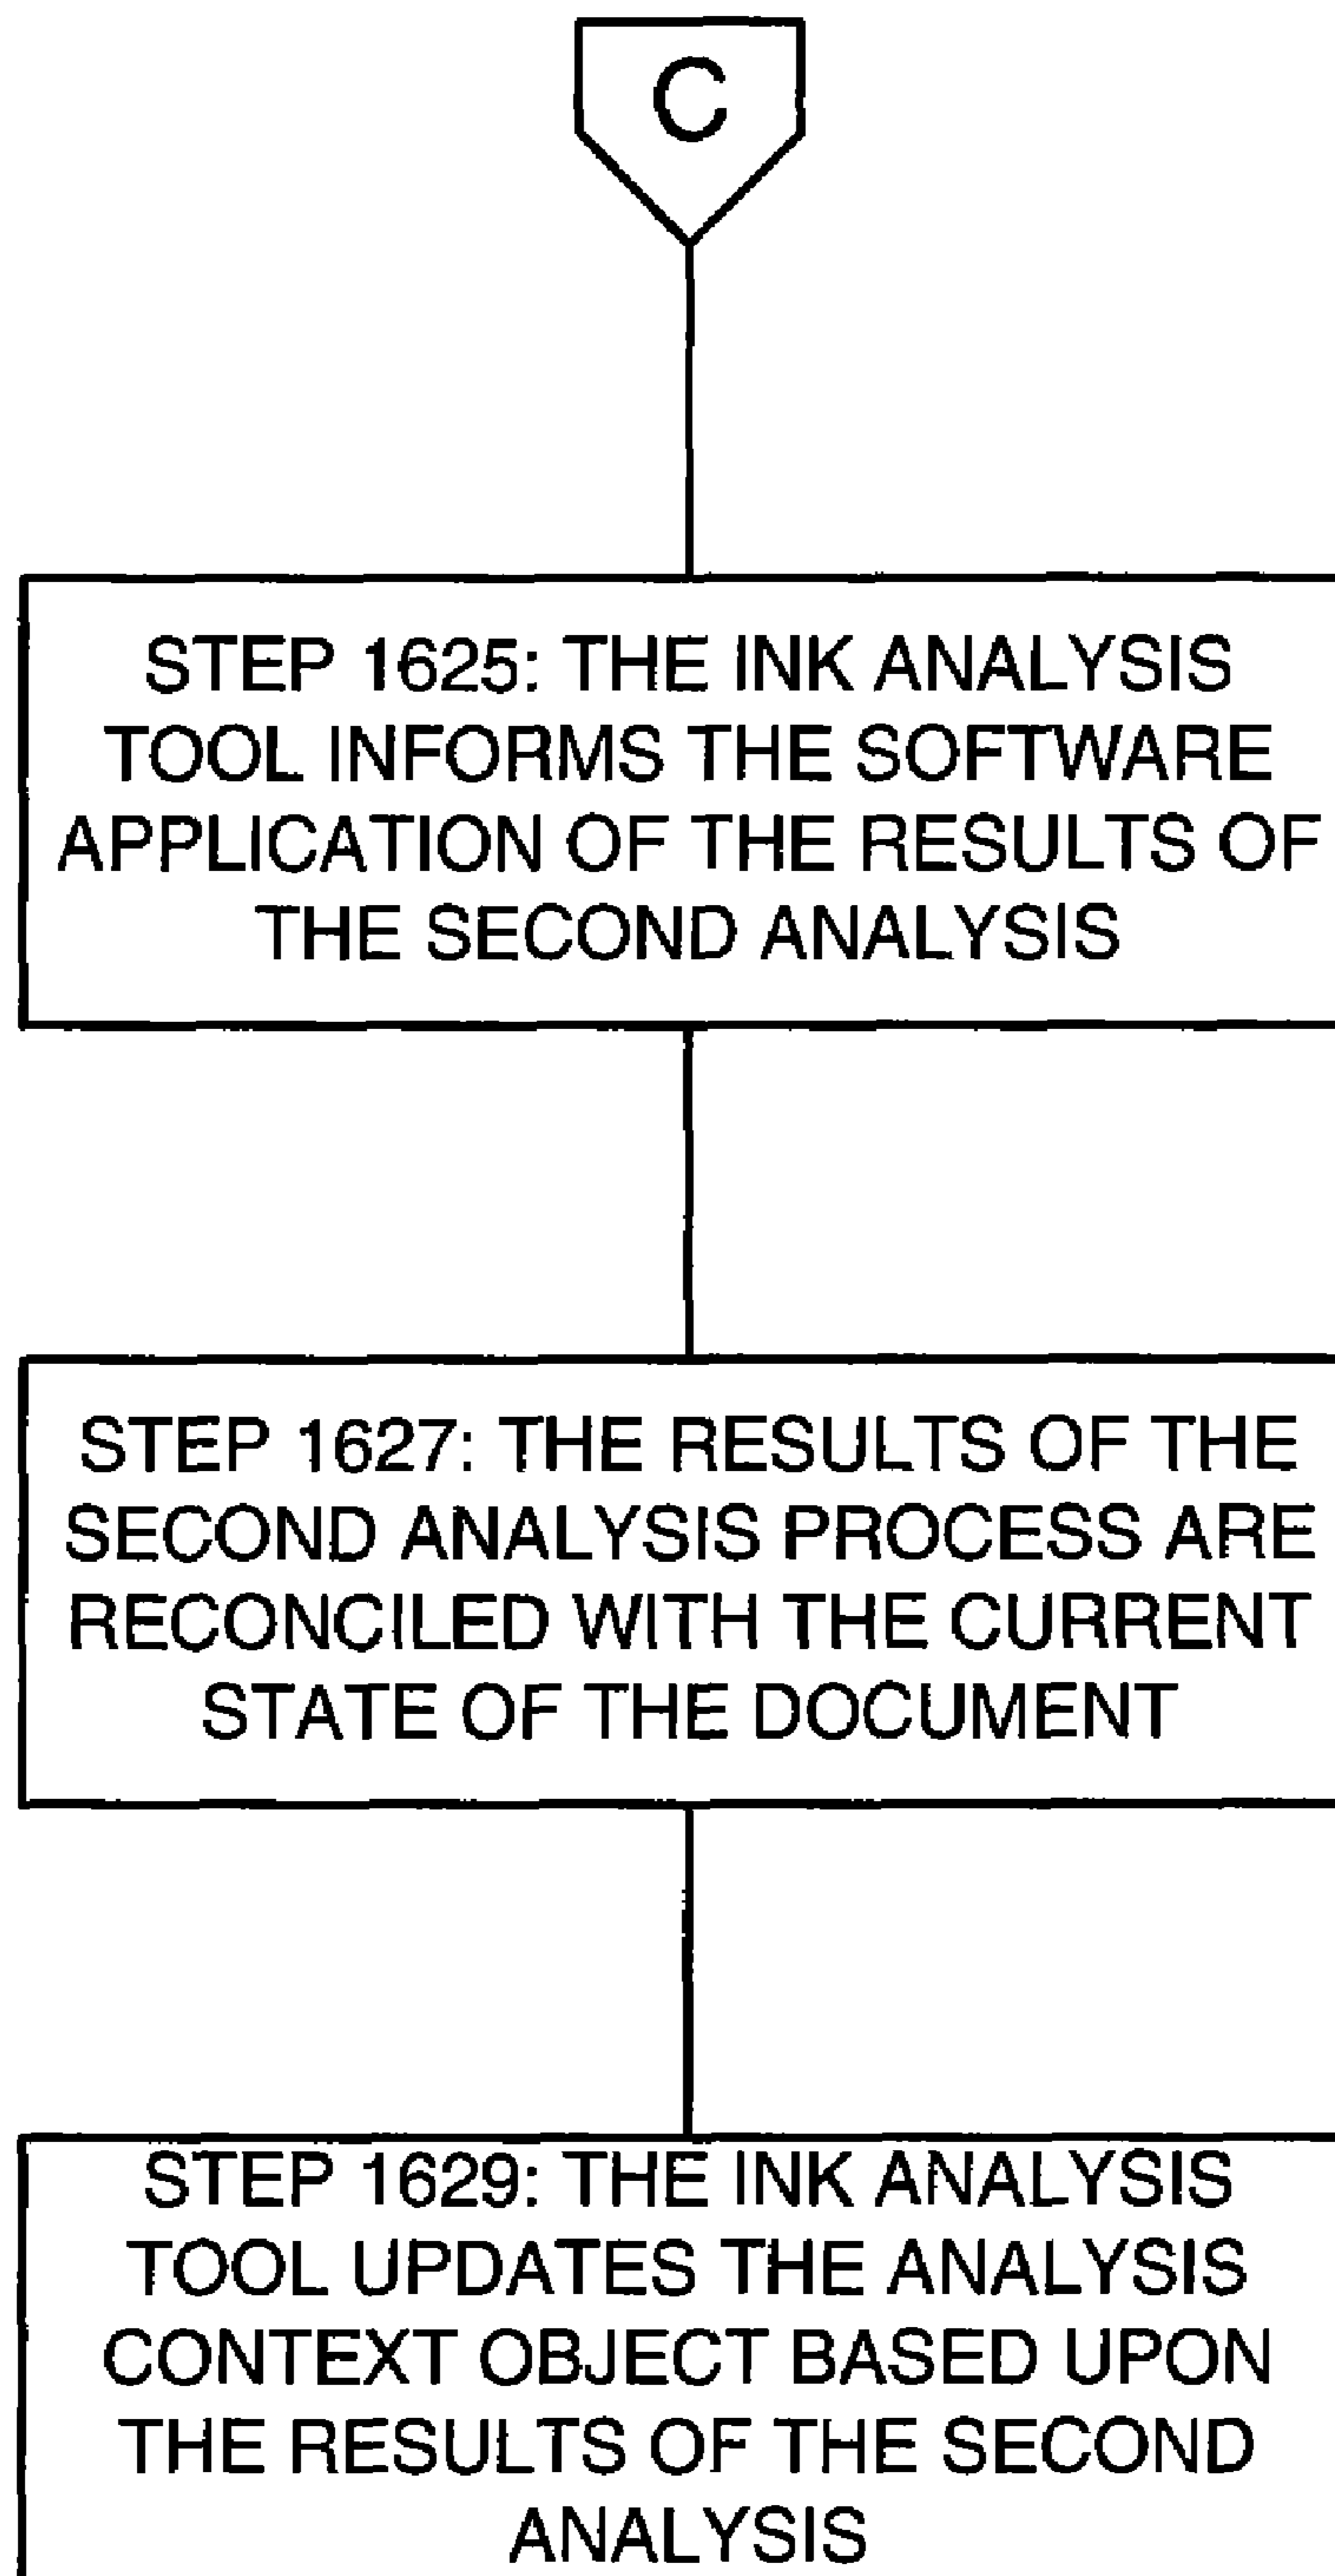 C
STEP 1625: THE INK ANALYSIS
TOOL INFORMS THE SOFTWARE
APPLICATION OF THE RESULTS OF
THE SECOND ANALYSIS
STEP 1627: THE RESULTS OF THE
SECOND ANALYSIS PROCESS ARE
RECONCILED WITH THE CURRENT
STATE OF THE DOCUMENT
STEP 1629: THE INK ANALYSIS
TOOL UPDATES THE ANALYSIS
CONTEXT OBJECT BASED UPON
THE RESULTS OF THE SECOND
ANALYSIS